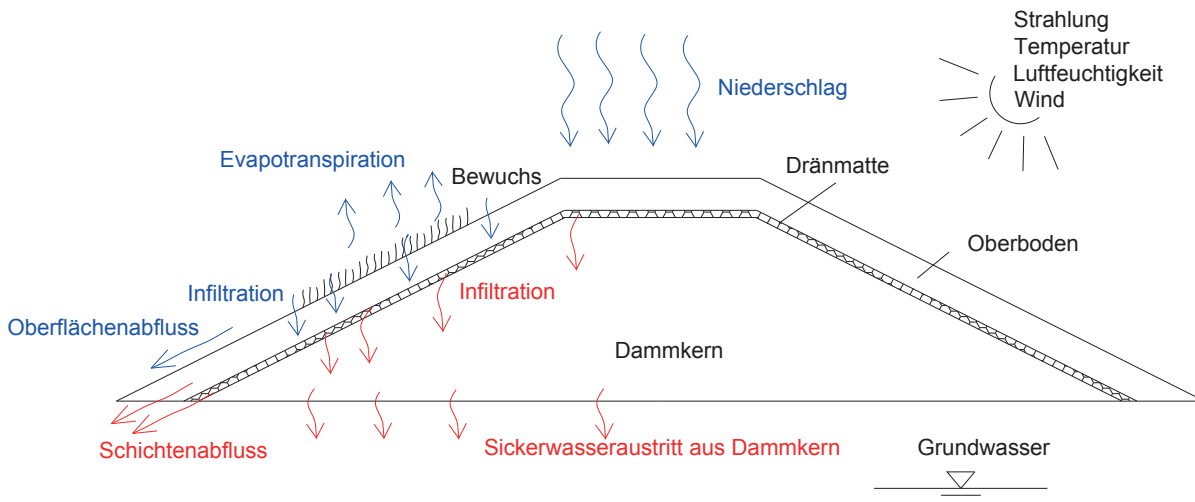 Strahlung
Temperatur
Luftfeuchtigkeit
Wind
Niederschlag
Evapotranspiration
Bewuchs
Dränmatte
Oberboden
Infiltration
Infiltration
Oberflächenabfluss
Dammkern
Schichtenabfluss
Sickerwasseraustritt aus Dammkern
Grundwasser